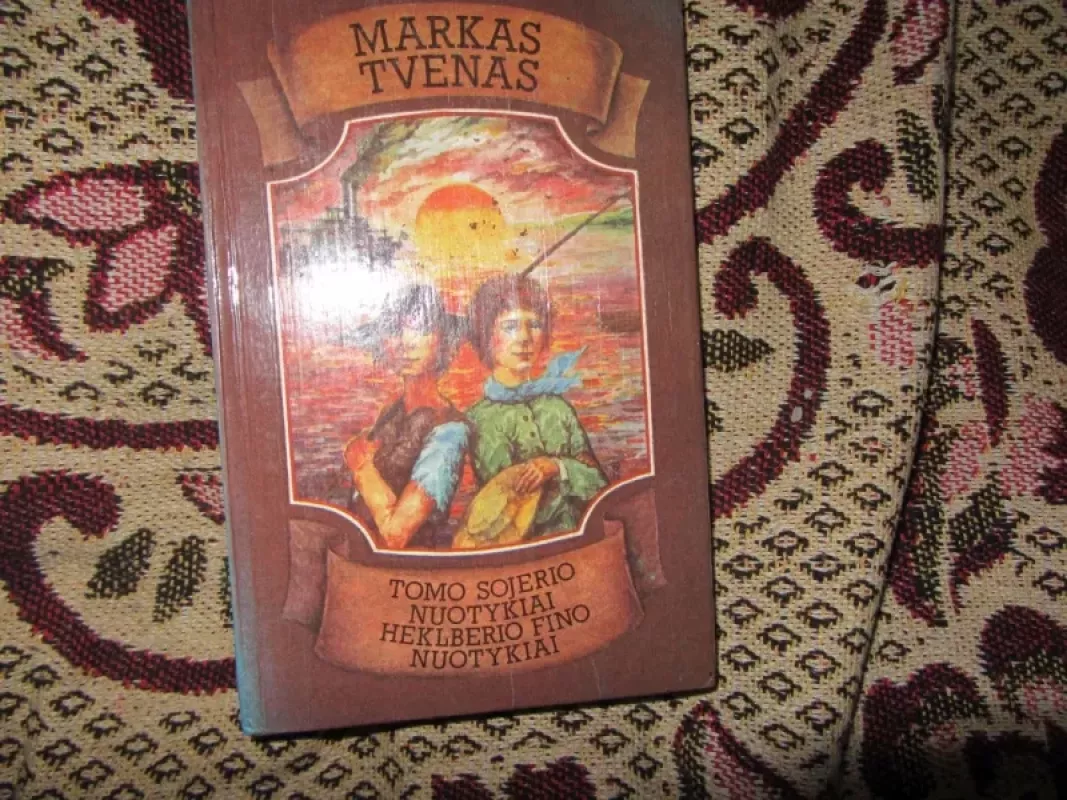 MARKAS
TVENAS
TOMO SOJERIO
NUOTYKIAI
HEKLBERIO FINO
NUOTYKIAI